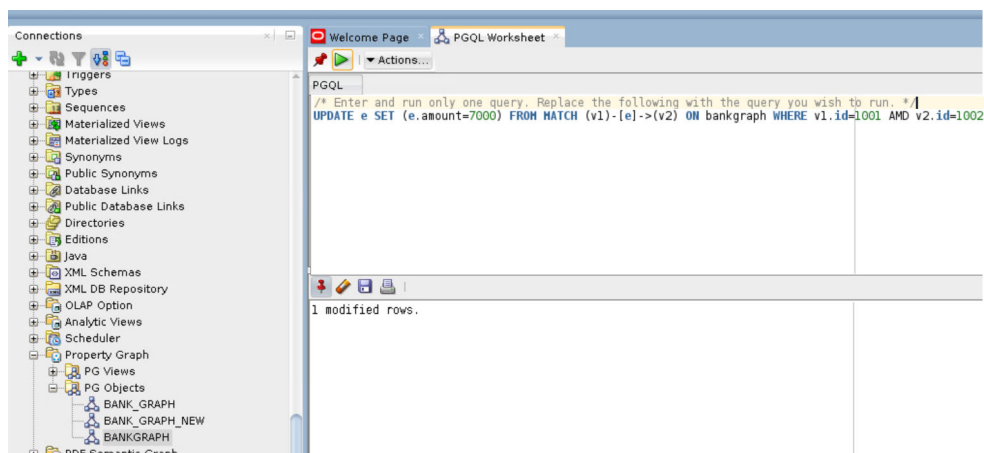 Connections
Welcome Page
PGQL Worksheet
Actions...
Triggers
Types
Sequences
Materialized Views
Materialized View Logs
Synonyms
Public Synonyms
Database Links
Public Database Links
Directories
Editions
Java
XML Schemas
XML DB Repository
OLAP Option
Analytic Views
Scheduler
Property Graph
PG Views
PG Objects
BANK_GRAPH
BANK_GRAPH_NEW
BANKGRAPH
RDF Semantic Graph
PGQL
/* Enter and run only one query. Replace the following with the query you wish to run. */
UPDATE e SET (e.amount=7000) FROM MATCH (v1)-[e]->(v2) ON bankgraph WHERE v1.id=1001 AMD v2.id=1002
1 modified rows.